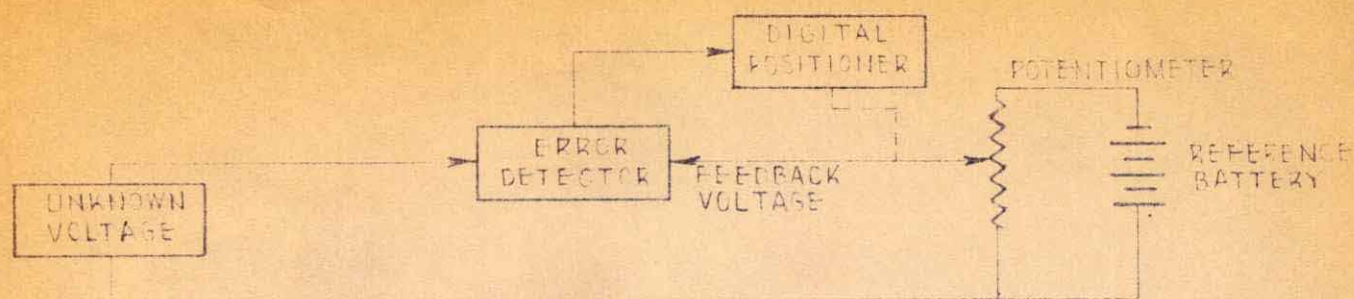 DIGITAL
POSITIONER
POTENTIOMETER
ERROR
DETECTOR
FEEDBACK
VOLTAGE
REFERENCE
BATTERY
UNKNOWN
VOLTAGE